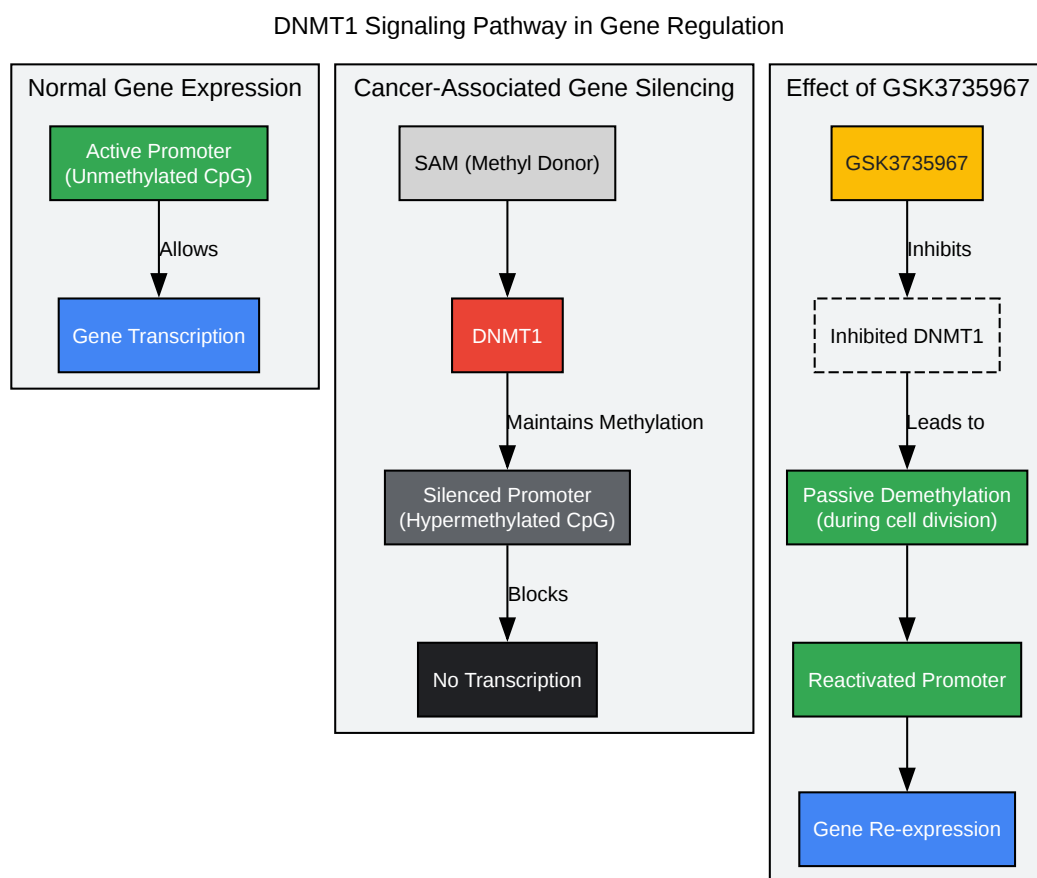 DNMT1 Signaling Pathway in Gene Regulation
Normal Gene Expression
Active Promoter
(Unmethylated CpG)
Allows
Gene Transcription
Cancer-Associated Gene Silencing
SAM (Methyl Donor)
DNMT1
Maintains Methylation
Silenced Promoter
(Hypermethylated CpG)
Blocks
No Transcription
Effect of GSK3735967
GSK3735967
Inhibits
Inhibited DNMT1
Leads to
Passive Demethylation
(during cell division)
Reactivated Promoter
Gene Re-expression